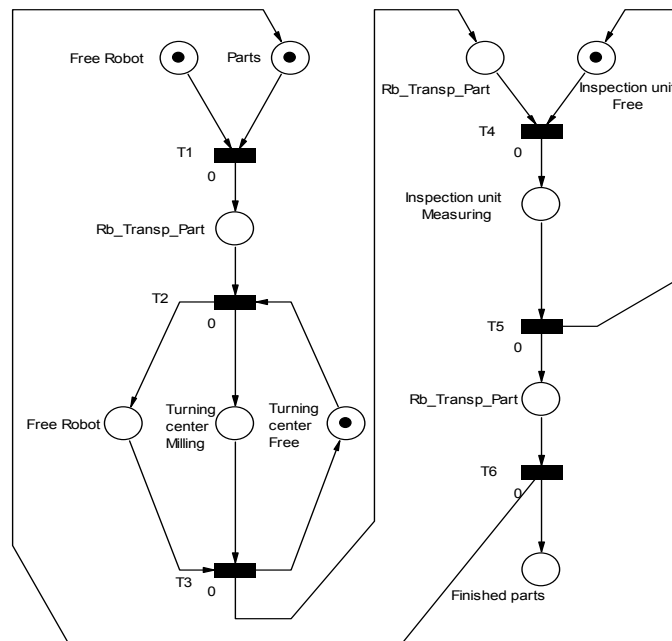 Free Robot
Parts
T1
0
Rb_Transp_Part
T2
0
Free Robot
Turning
center
Milling
Turning
center
Free
T3
0
Rb_Transp_Part
Inspection unit
Free
T4
0
Inspection unit
Measuring
T5
0
Rb_Transp_Part
T6
0
Finished parts